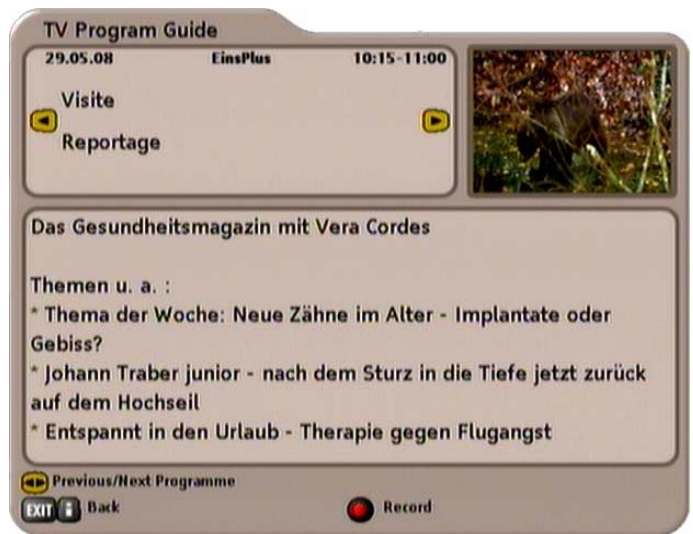 TV Program Guide
29.05.08 EinsPlus 10:15-11:00
Visite
Reportage
Das Gesundheitsmagazin mit Vera Cordes
Themen u. a. :
* Thema der Woche: Neue Zähne im Alter - Implantate oder
Gebiss?
* Johann Traber junior - nach dem Sturz in die Tiefe jetzt zurück
auf dem Hochseil
* Entspannt in den Urlaub - Therapie gegen Flugangst
Previous/Next Programme
EXIT i Back Record